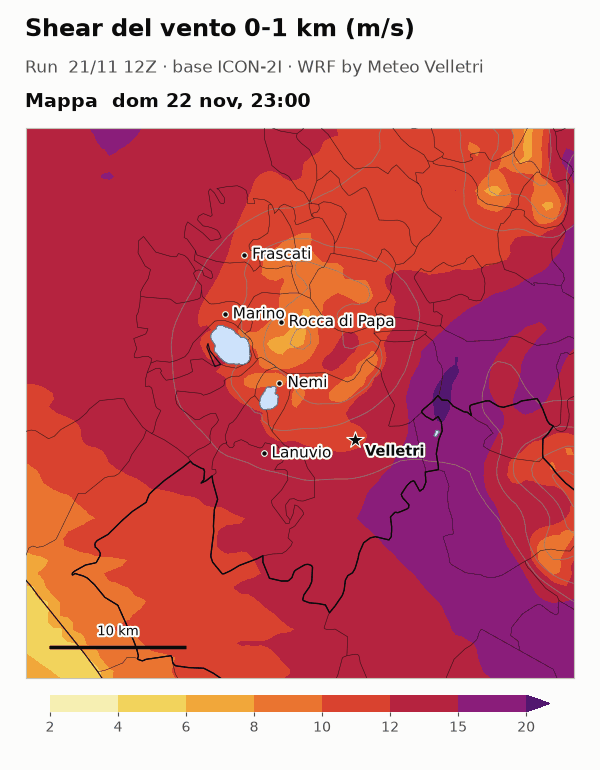 Shear del vento 0-1 km (m/s)
Run 21/11 12Z · base ICON-2I · WRF by Meteo Velletri
Mappa dom 22 nov, 23:00
Frascati
Marino
Rocca di Papa
Nemi
Velletri
Lanuvio
10 km
2 4 6 8 10 12 15 20